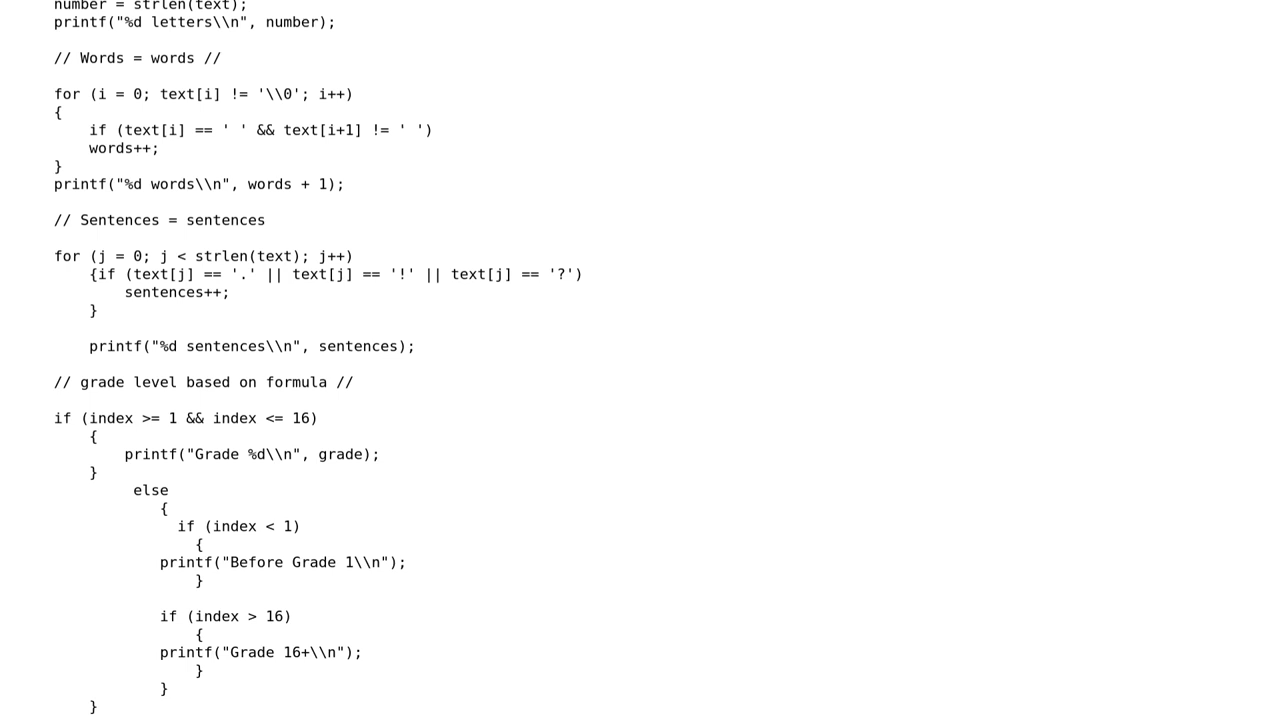 number = strlen(text);
printf("%d letters\\n", number);
// Words = words //
for (i = 0; text[i] != '\\0'; i++)
{
if (text[i] == ' ' && text[i+1] != ' ')
words++;
}
printf("%d words\\n", words + 1);
// Sentences = sentences
for (j = 0; j < strlen(text); j++)
{if (text[j] == '.' || text[j] == '!' || text[j] == '?')
sentences++;
}
printf("%d sentences\\n", sentences);
// grade level based on formula //
if (index >= 1 && index <= 16)
{
printf("Grade %d\\n", grade);
}
else
{
if (index < 1)
{
printf("Before Grade 1\\n");
}
if (index > 16)
{
printf("Grade 16+\\n");
}
}
}